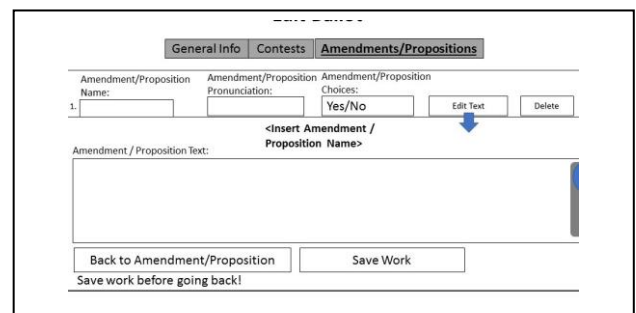 General Info Contests Amendments/Propositions
Amendment/Proposition Name:
Amendment/Proposition Pronunciation:
Amendment/Proposition Choices:
1. Yes/No Edit Text Delete
<Insert Amendment /
Proposition Name>
Amendment / Proposition Text:
Back to Amendment/Proposition Save Work
Save work before going back!